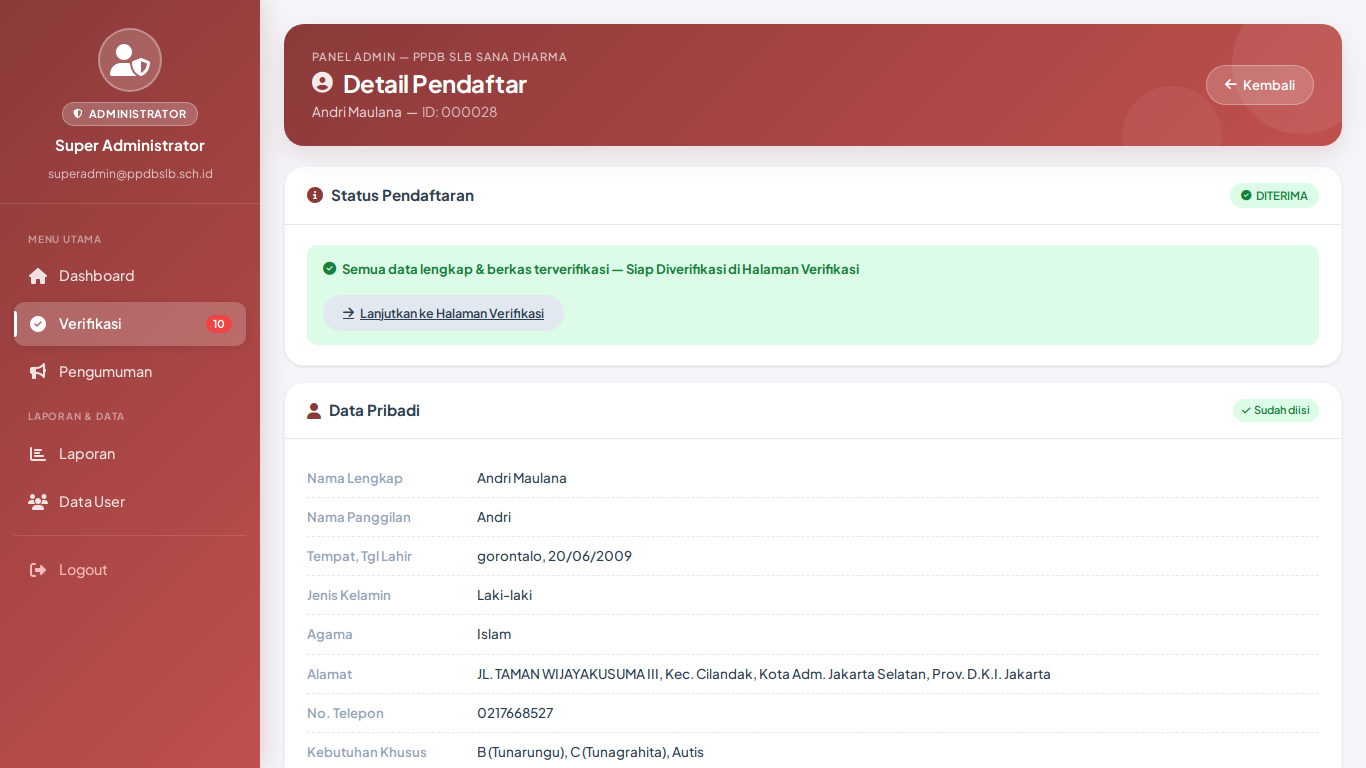 ADMINISTRATOR
Super Administrator
superadmin@ppdbslb.sch.id
MENU UTAMA
Dashboard
Verifikasi 10
Pengumuman
LAPORAN & DATA
Laporan
Data User
Logout
PANEL ADMIN — PPDB SLB SANA DHARMA
Detail Pendaftar
Andri Maulana — ID: 000028
Kembali
Status Pendaftaran
DITERIMA
Semua data lengkap & berkas terverifikasi — Siap Diverifikasi di Halaman Verifikasi
Lanjutkan ke Halaman Verifikasi
Data Pribadi
Sudah diisi
Nama Lengkap Andri Maulana
Nama Panggilan Andri
Tempat, Tgl Lahir gorontalo, 20/06/2009
Jenis Kelamin Laki-laki
Agama Islam
Alamat JL. TAMAN WIJAYAKUSUMA III, Kec. Cilandak, Kota Adm. Jakarta Selatan, Prov. D.K.I. Jakarta
No. Telepon 0217668527
Kebutuhan Khusus B (Tunarungu), C (Tunagrahita), Autis